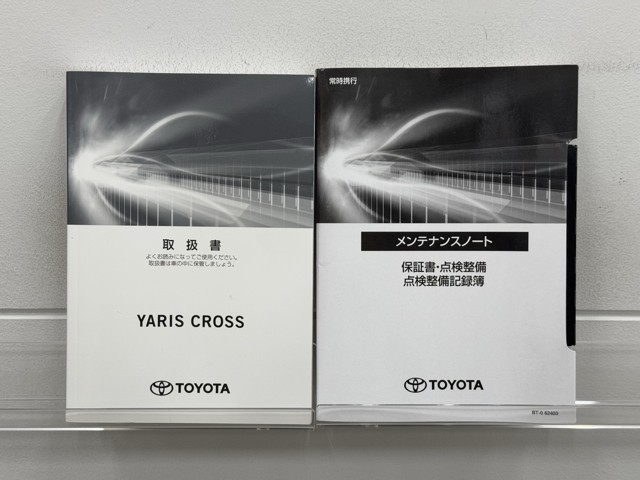 取扱書
よくお読みになってご使用ください。
取扱書は車の中に保管しましょう。
YARIS CROSS
TOYOTA
常時携行
メンテナンスノート
保証書・点検整備
点検整備記録簿
TOYOTA